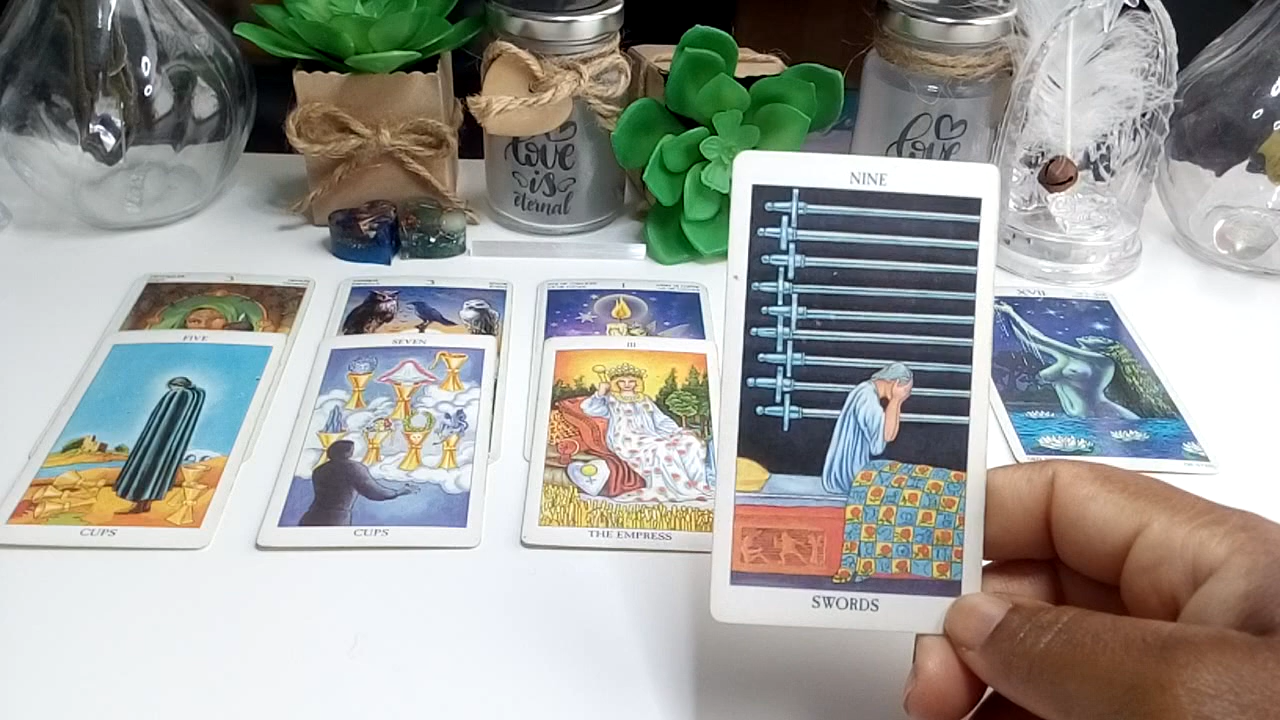 love
is
eternal
love
NINE
SWORDS
XVII
FIVE
CUPS
SEVEN
CUPS
III
THE EMPRESS